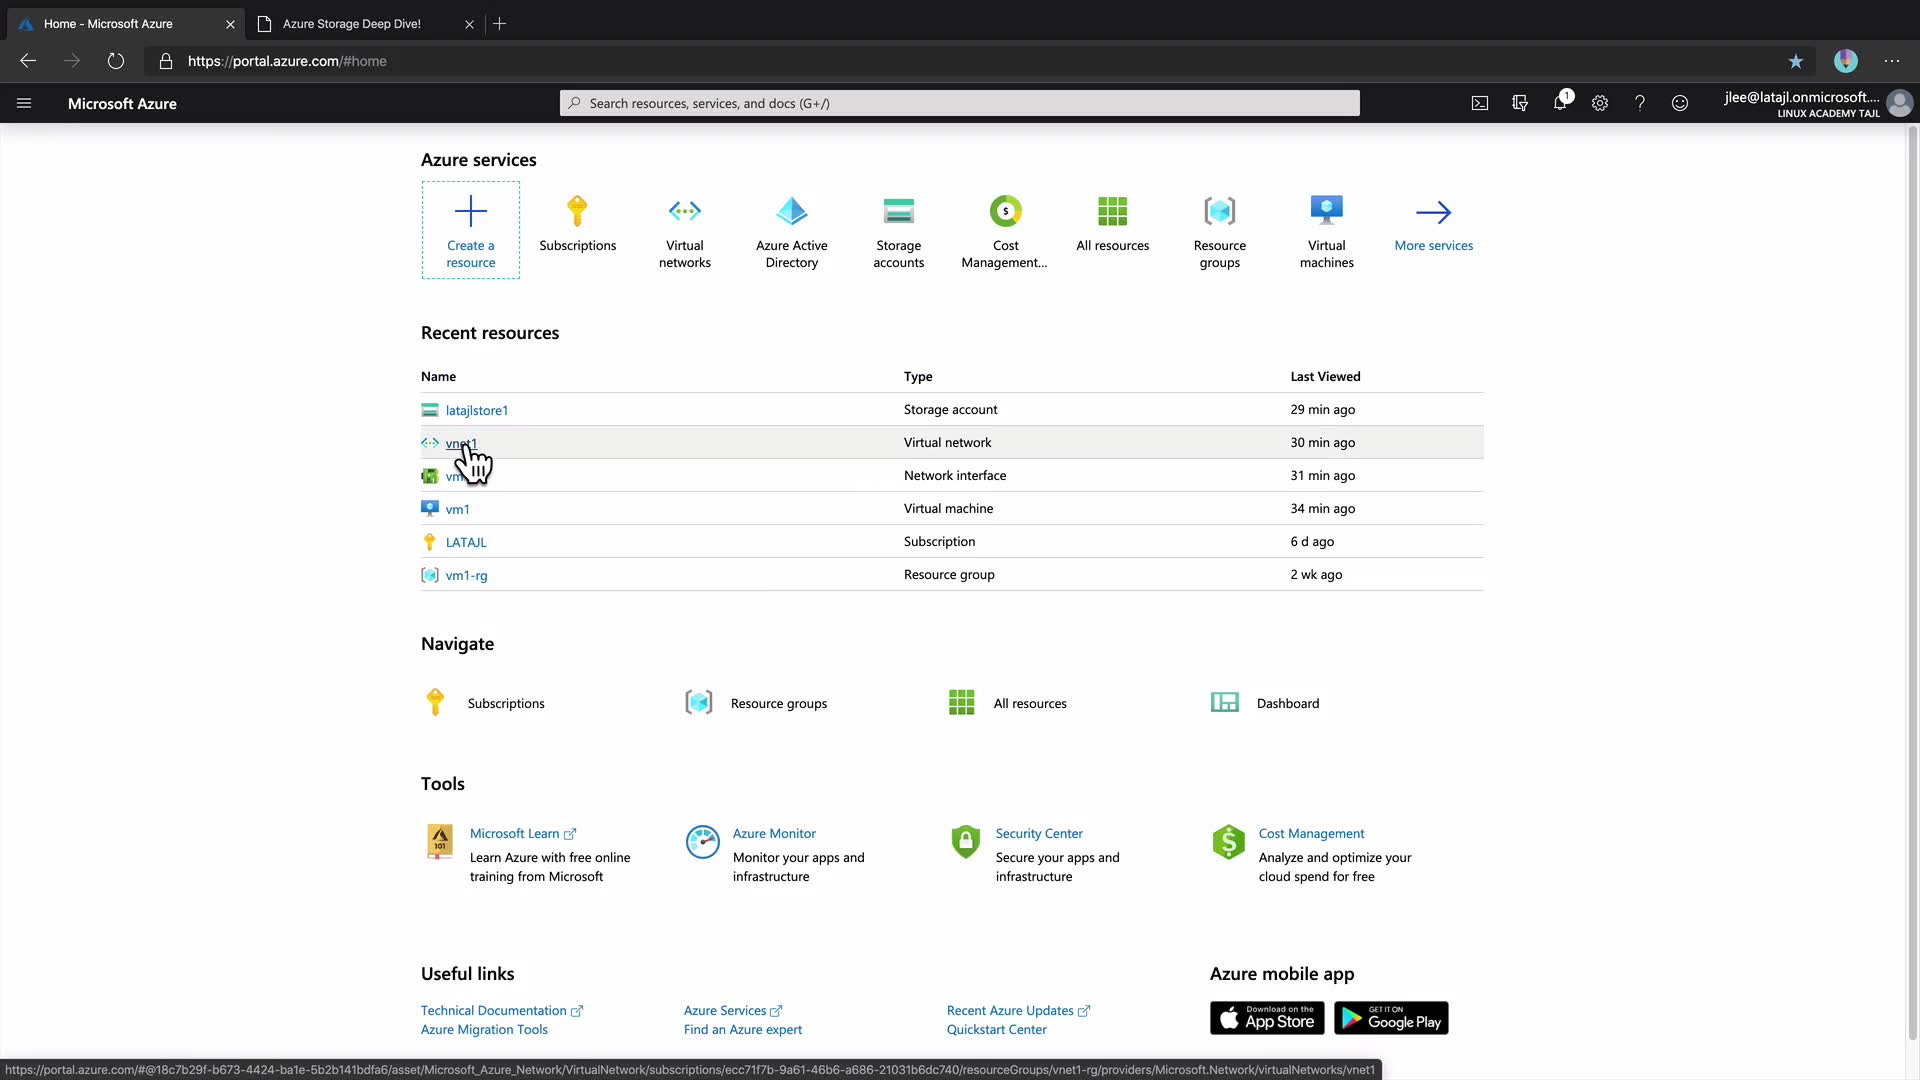 Home - Microsoft Azure
Azure Storage Deep Dive!
https://portal.azure.com/#home
Microsoft Azure
Search resources, services, and docs (G+/)
1
jlee@latajl.onmicrosoft....
LINUX ACADEMY TAJL
Azure services
Create a resource
Subscriptions
Virtual networks
Azure Active Directory
Storage accounts
Cost Management...
All resources
Resource groups
Virtual machines
More services
Recent resources
Name Type Last Viewed
latajlstore1 Storage account 29 min ago
vnet1 Virtual network 30 min ago
Network interface 31 min ago
vm1 Virtual machine 34 min ago
LATAJL Subscription 6 d ago
vm1-rg Resource group 2 wk ago
Navigate
Subscriptions Resource groups All resources Dashboard
Tools
101
Microsoft Learn
Learn Azure with free online
training from Microsoft
Azure Monitor
Monitor your apps and
infrastructure
Security Center
Secure your apps and
infrastructure
Cost Management
Analyze and optimize your
cloud spend for free
Useful links
Technical Documentation
Azure Migration Tools
Azure Services
Find an Azure expert
Recent Azure Updates
Quickstart Center
Azure mobile app
Download on the
App Store
GET IT ON
Google Play
https://portal.azure.com/#@18c7b29f-b673-4424-ba1e-5b2b141bdfa6/asset/Microsoft_Azure_Network/VirtualNetwork/subscriptions/ecc71f7b-9a61-46b6-a686-21031b6dc740/resourceGroups/vnet1-rg/providers/Microsoft.Network/virtualNetworks/vnet1